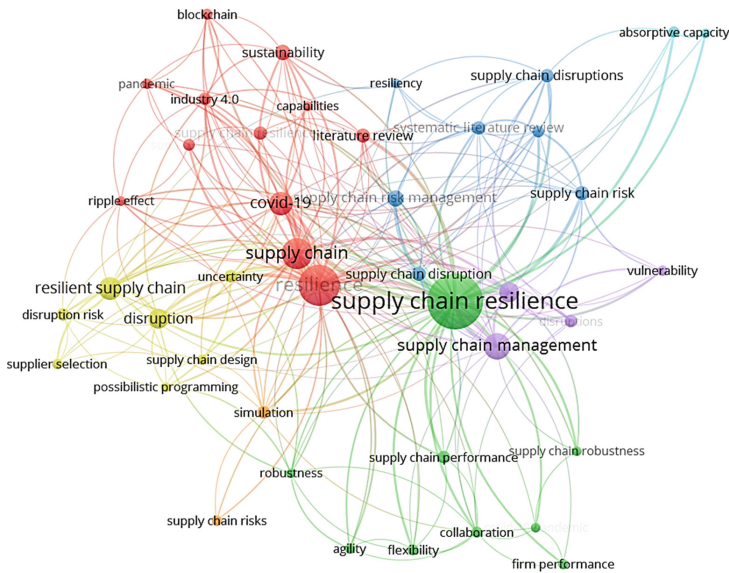 blockchain
absorptive capacity
sustainability
supply chain disruptions
pandemic
resiliency
industry 4.0
capabilities
supply chain resilience
literature review
systematic literature review
ripple effect
covid-19
supply chain risk management
supply chain risk
supply chain
supply chain disruption
vulnerability
uncertainty
resilience
resilient supply chain
supply chain resilience
disruption risk
disruption
disruptions
supply chain management
supplier selection
supply chain design
possibilistic programming
simulation
supply chain performance
supply chain robustness
robustness
supply chain risks
collaboration
agility
flexibility
firm performance